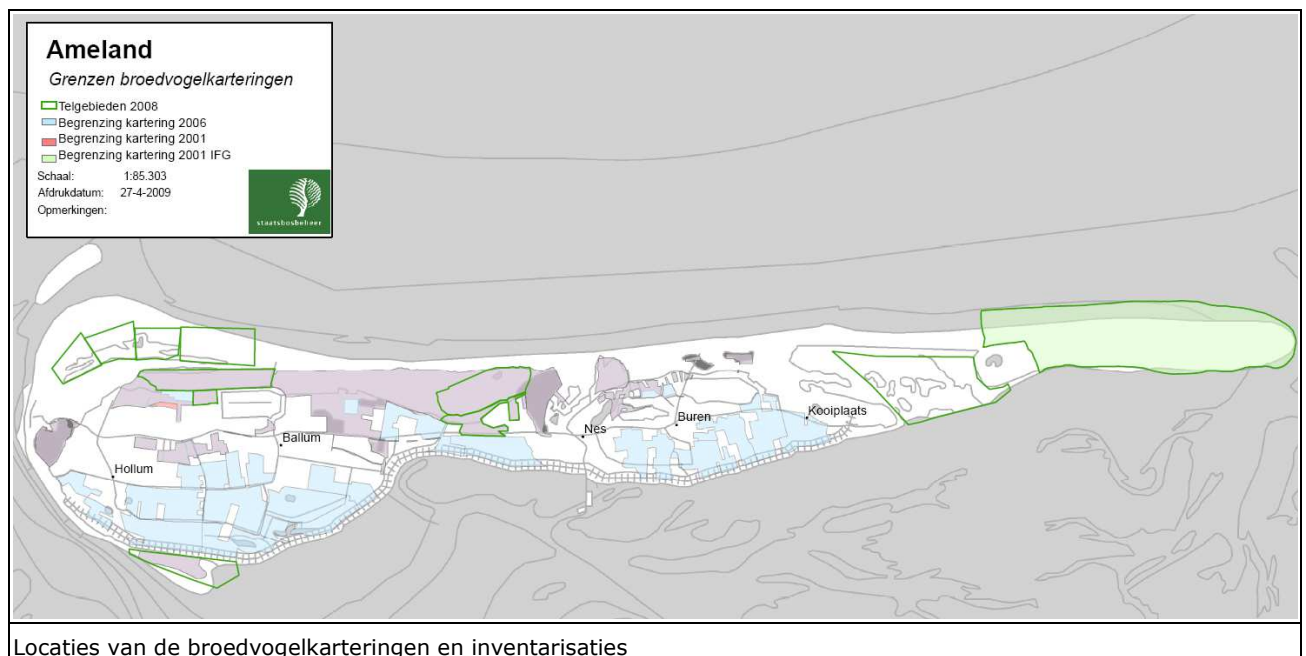 Ameland
Grenzen broedvogelkarteringen
Telgebieden 2008
Begrenzing kartering 2006
Begrenzing kartering 2001
Begrenzing kartering 2001 IFG
Schaal: 1:85.303
Afdrukdatum: 27-4-2009
Opmerkingen:
staatsbosbeheer
Kooiplaats
Buren
Nes
Ballum
Hollum
Locaties van de broedvogelkarteringen en inventarisaties